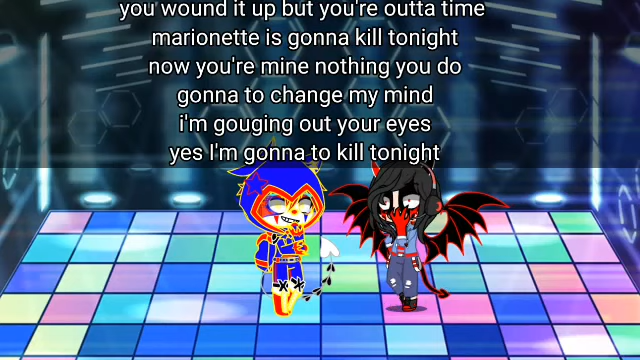 you wound it up but you're outta time
marionette is gonna kill tonight
now you're mine nothing you do
gonna to change my mind
i'm gouging out your eyes
yes I'm gonna to kill tonight